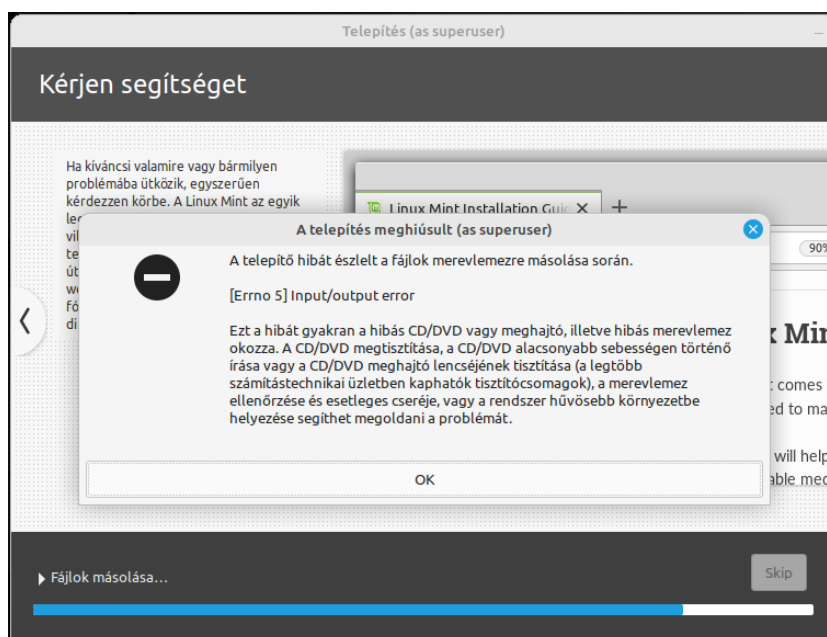 Telepítés (as superuser)
Kérjen segítséget
Ha kíváncsi valamire vagy bármilyen
problémába ütközik, egyszerűen
kérdezzen körbe. A Linux Mint az egyik
Linux Mint Installation Guid
90%
A telepítés meghiúsult (as superuser)
A telepítő hibát észlelt a fájlok merevlemezre másolása során.
[Errno 5] Input/output error
Ezt a hibát gyakran a hibás CD/DVD vagy meghajtó, illetve hibás merevlemez
okozza. A CD/DVD megtisztítása, a CD/DVD alacsonyabb sebességen történő
írása vagy a CD/DVD meghajtó lencséjének tisztítása (a legtöbb
számítástechnikai üzletben kaphatók tisztítócsomagok), a merevlemez
ellenőrzése és esetleges cseréje, vagy a rendszer hűvösebb környezetbe
helyezése segíthet megoldani a problémát.
OK
x Min
t comes
ed to ma
will help
able med
Fájlok másolása...
Skip